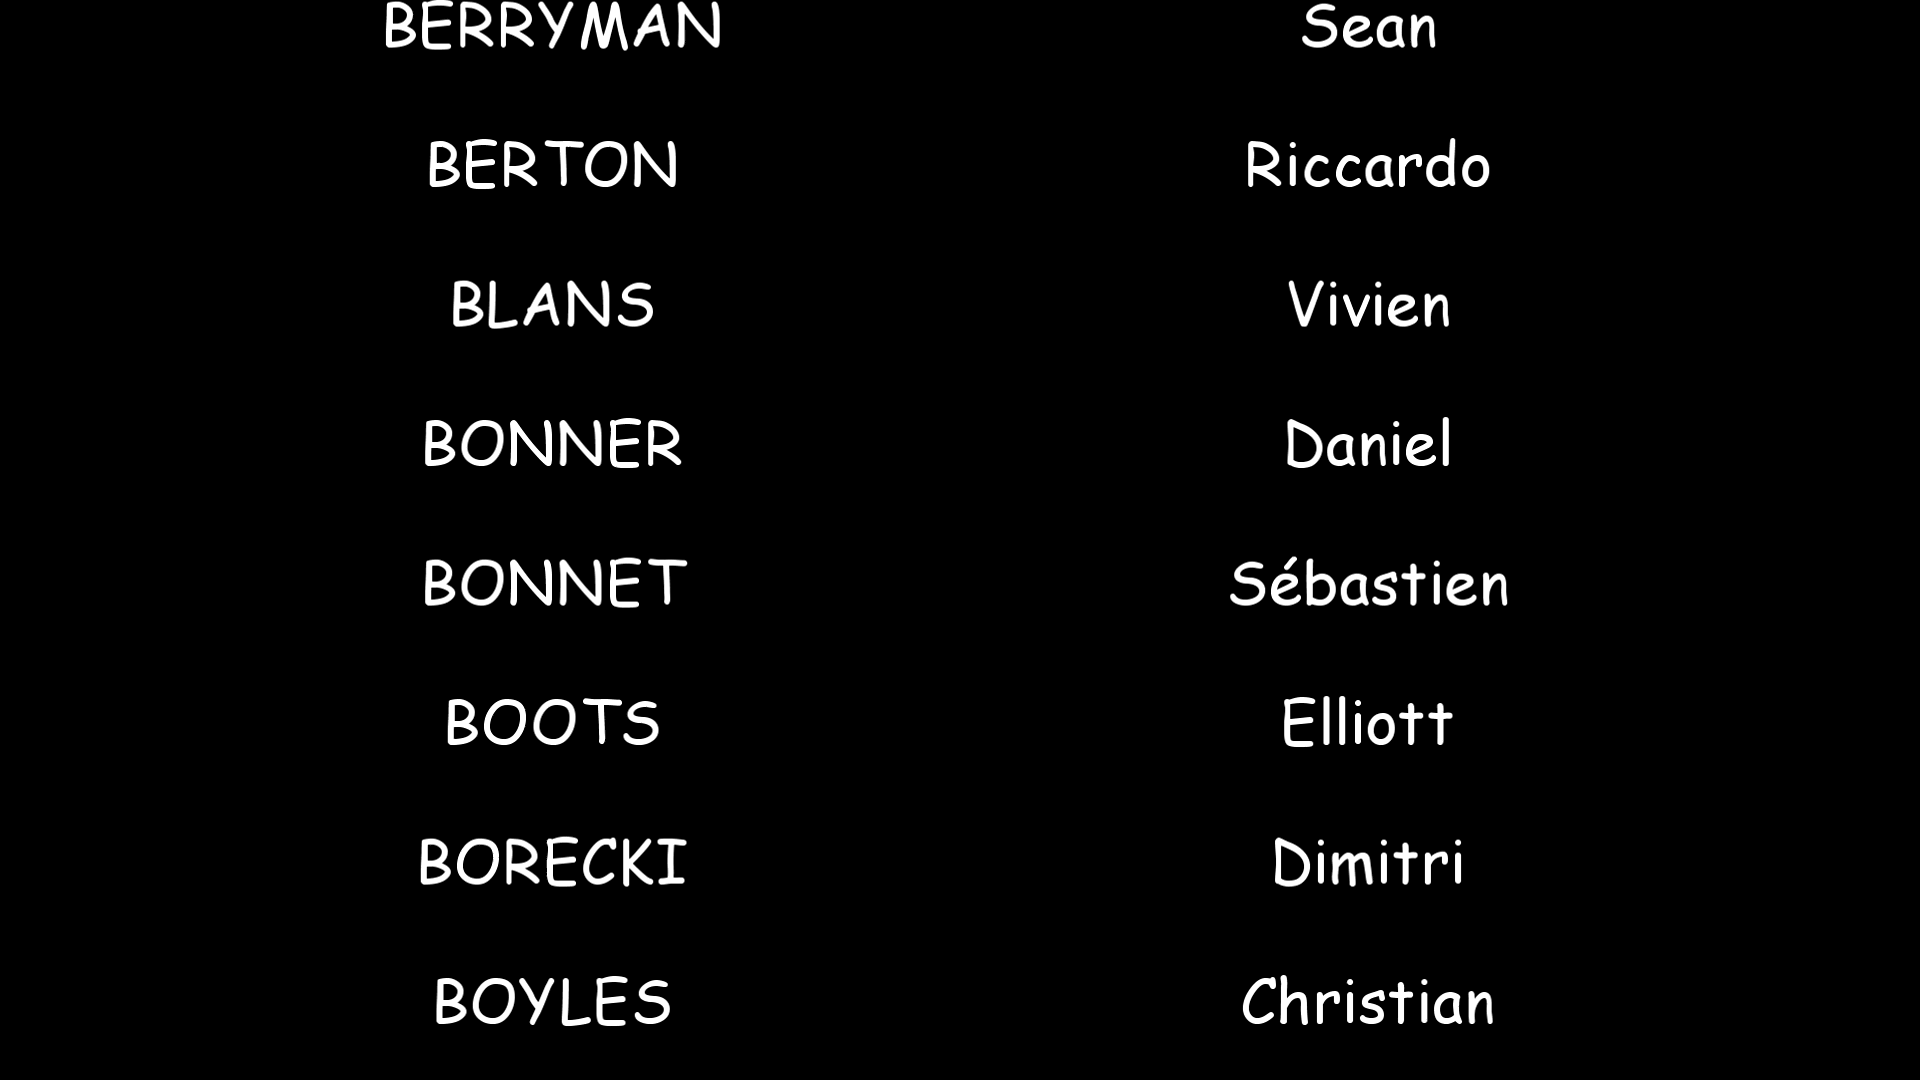 BERRYMAN Sean
BERTON Riccardo
BLANS Vivien
BONNER Daniel
BONNET Sébastien
BOOTS Elliott
BORECKI Dimitri
BOYLES Christian